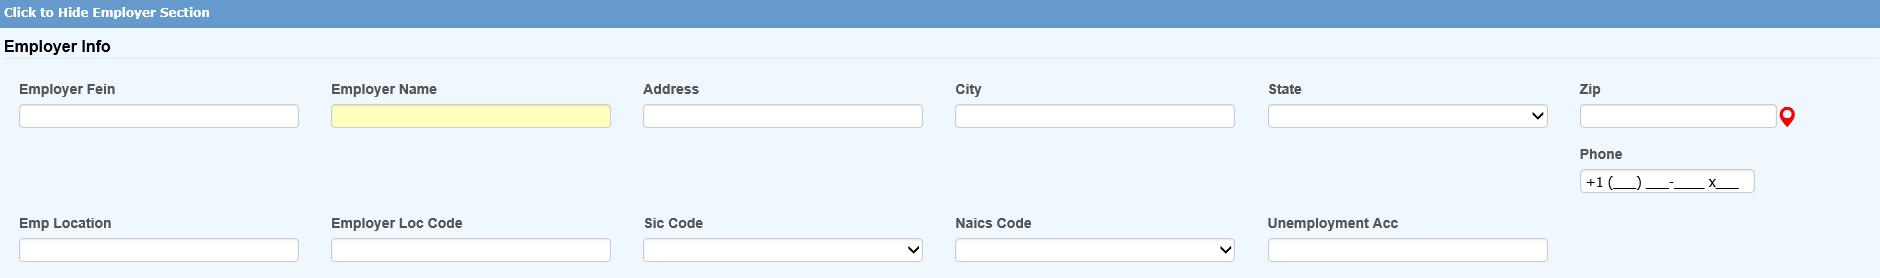 Click to Hide Employer Section
Employer Info
Employer Fein Employer Name Address City State Zip
Phone
+1 (___) ___-____ x___
Emp Location Employer Loc Code Sic Code Naics Code Unemployment Acc